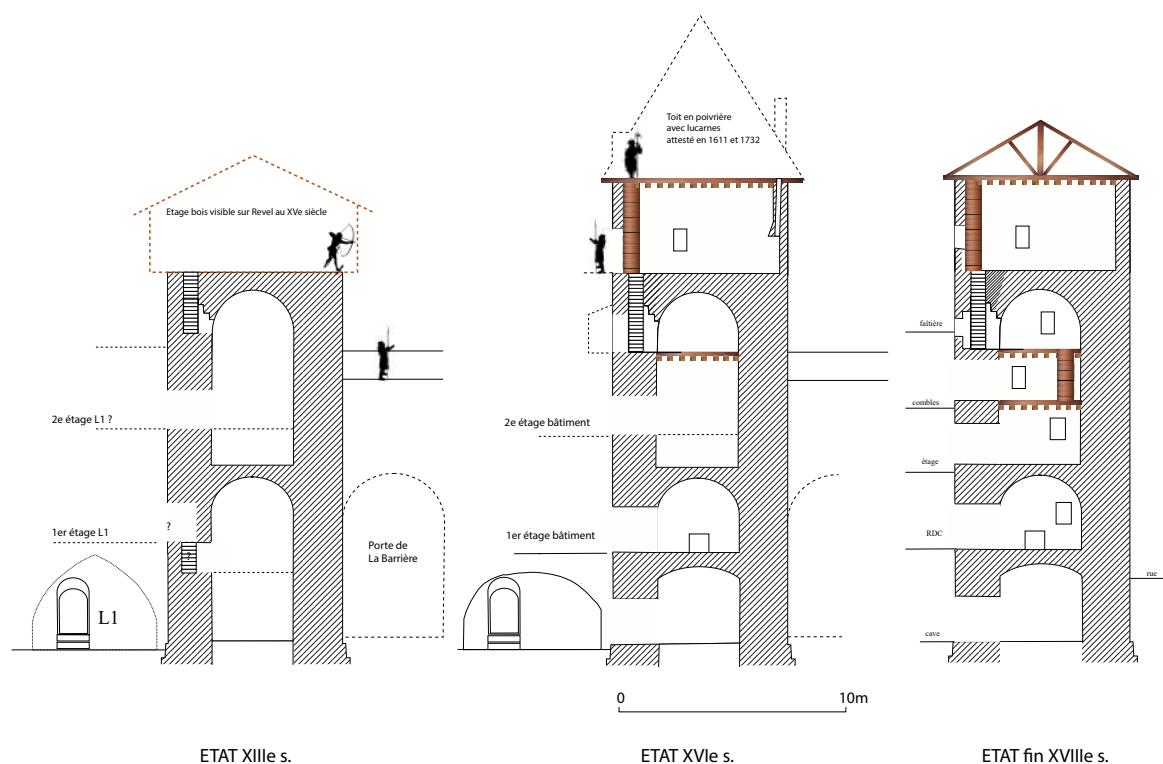 Toit en poivrière
avec lucarnes
attesté en 1611 et 1732
Etage bois visible sur Revel au XVe siècle
2e étage L1 ?
1er étage L1
?
?
L1
Porte de
La Barrière
2e étage bâtiment
1er étage bâtiment
faîtière
combles
étage
RDC
rue
cave
0
10m
ETAT XIIIe s.
ETAT XVIe s.
ETAT fin XVIIIe s.